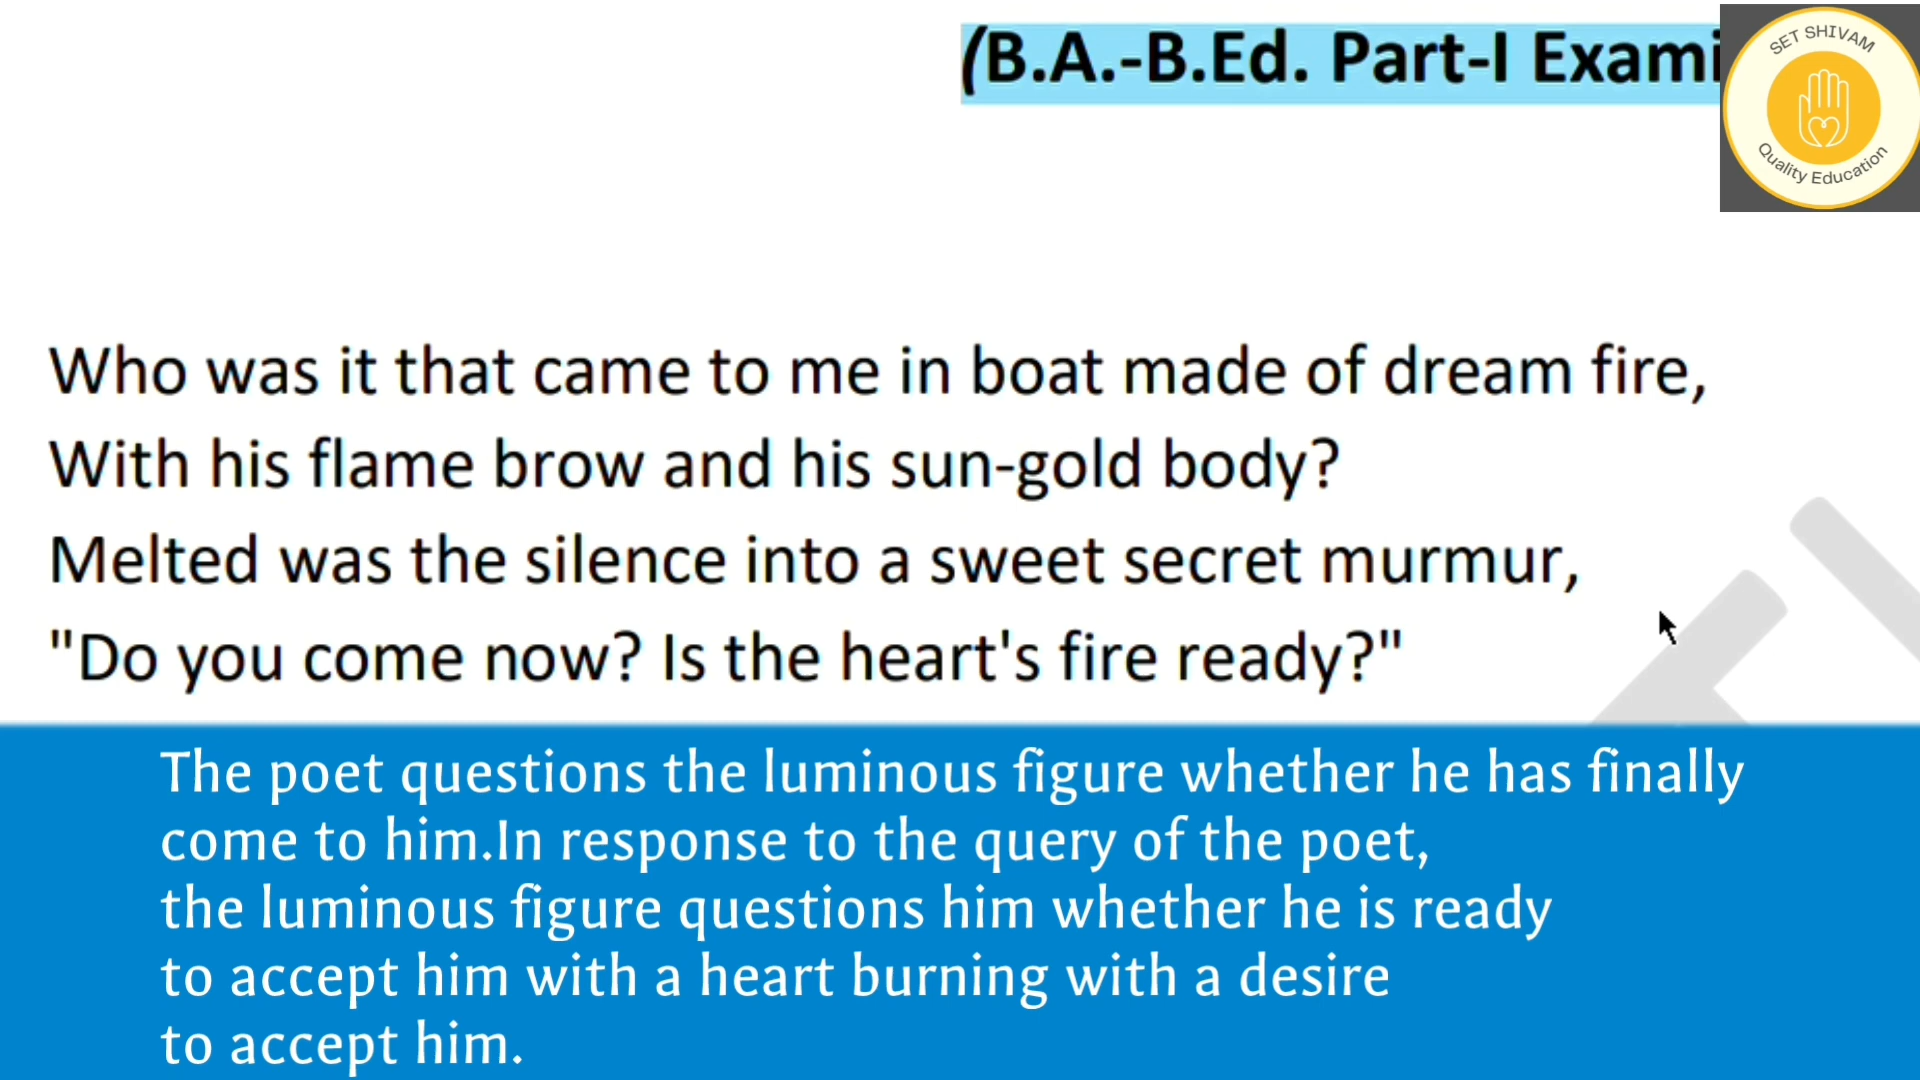 (B.A.-B.Ed. Part-I Exami
SET SHIVAM
Quality Education
Who was it that came to me in boat made of dream fire,
With his flame brow and his sun-gold body?
Melted was the silence into a sweet secret murmur,
"Do you come now? Is the heart's fire ready?"
The poet questions the luminous figure whether he has finally
come to him.In response to the query of the poet,
the luminous figure questions him whether he is ready
to accept him with a heart burning with a desire
to accept him.